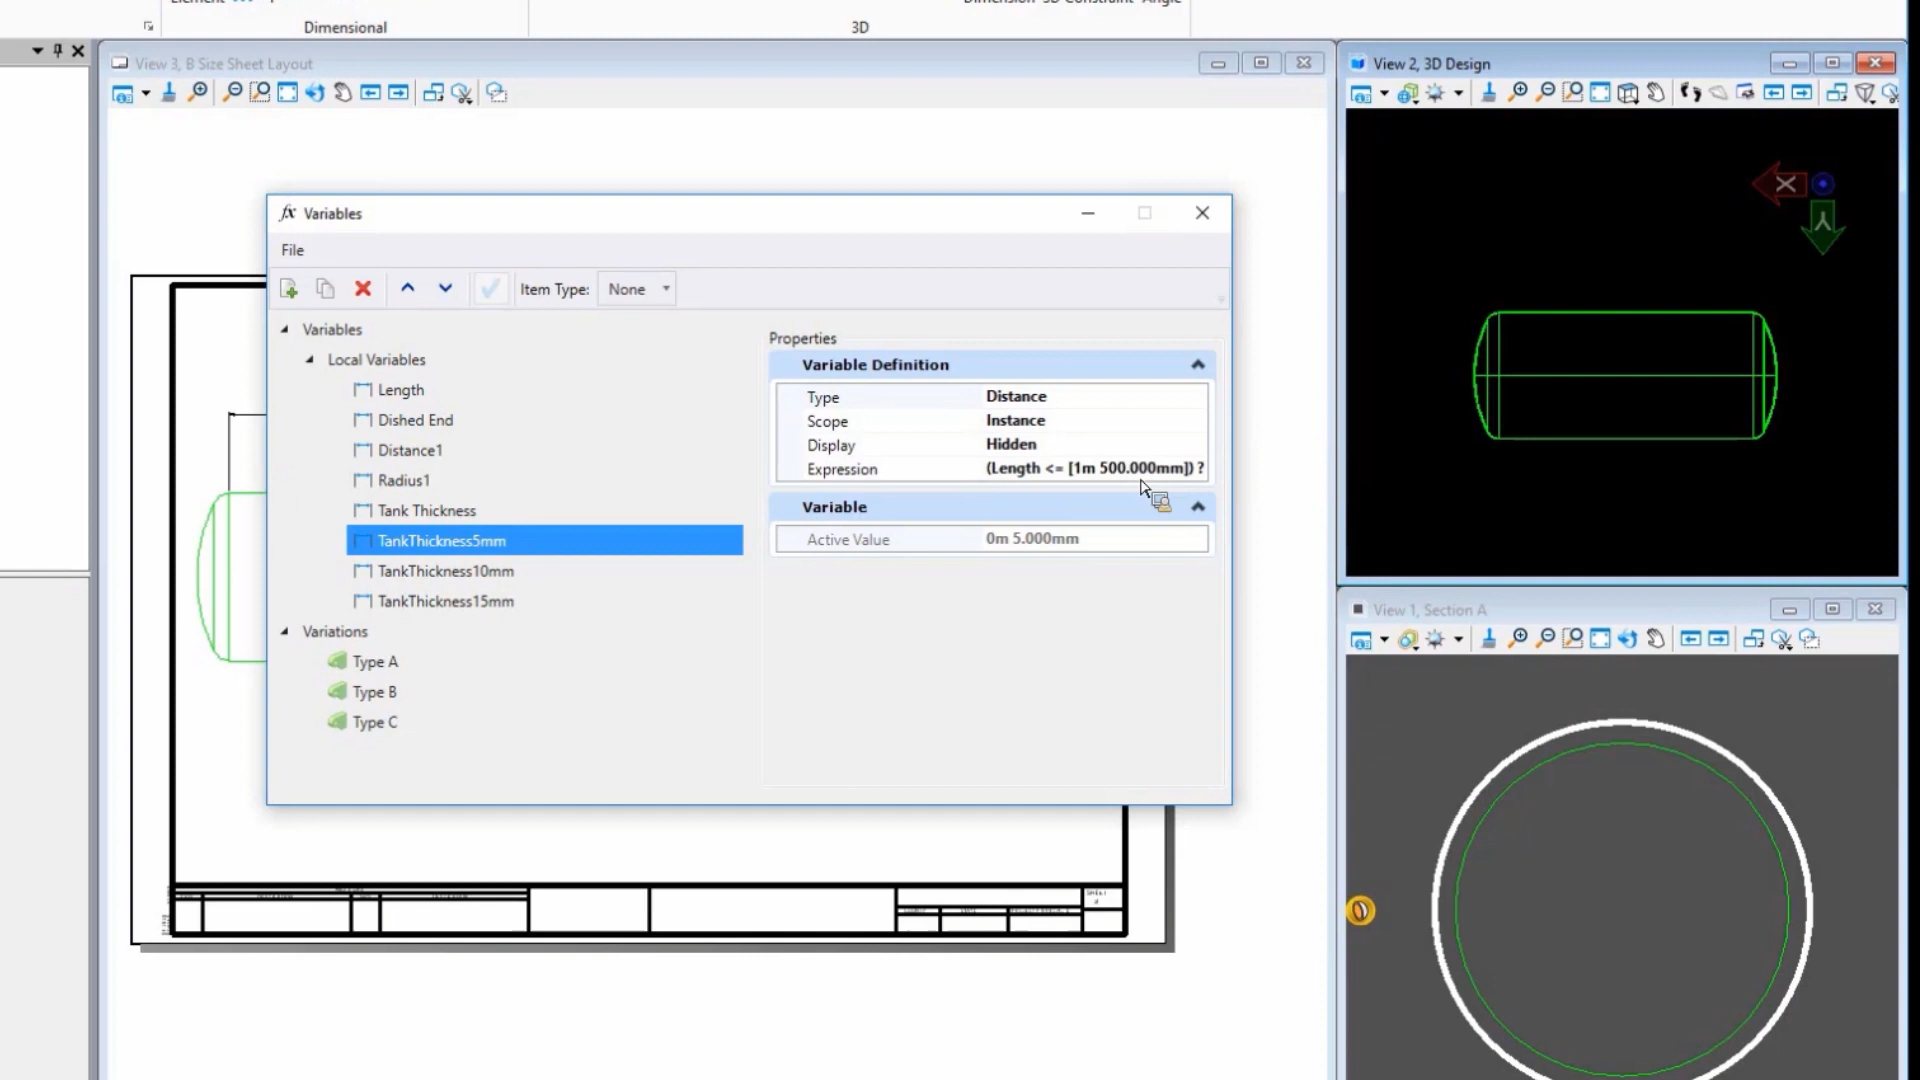 Dimensional
3D
View 3, B Size Sheet Layout
View 2, 3D Design
fx Variables
File
Item Type: None
Variables
Local Variables
Length
Dished End
Distance1
Radius1
Tank Thickness
TankThickness5mm
TankThickness10mm
TankThickness15mm
Variations
Type A
Type B
Type C
Properties
Variable Definition
Type Distance
Scope Instance
Display Hidden
Expression (Length <= [1m 500.000mm]) ?
Variable
Active Value 0m 5.000mm
X
Y
View 1, Section A